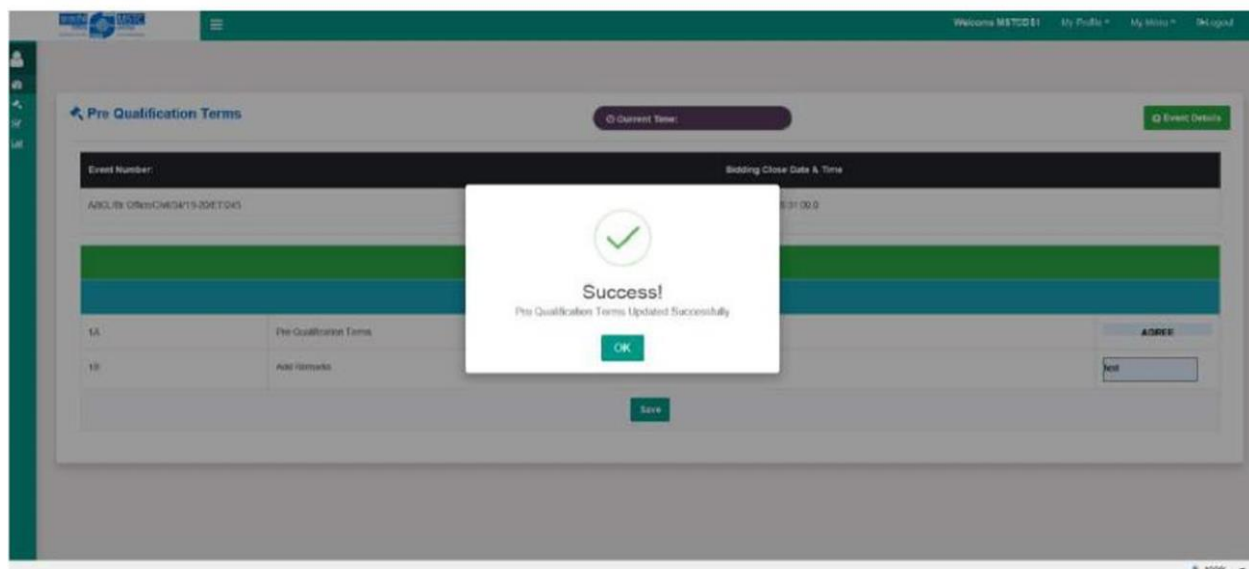 MSTC
Welcome MSTCDS1 My Profile My Menu Logout
Pre Qualification Terms
Current Time:
Event Details
Event Number:
Bidding Close Date & Time
Success!
Pre Qualification Terms Updated Successfully
OK
1A Pre Qualification Terms AGREE
1B Add Remarks test
Save